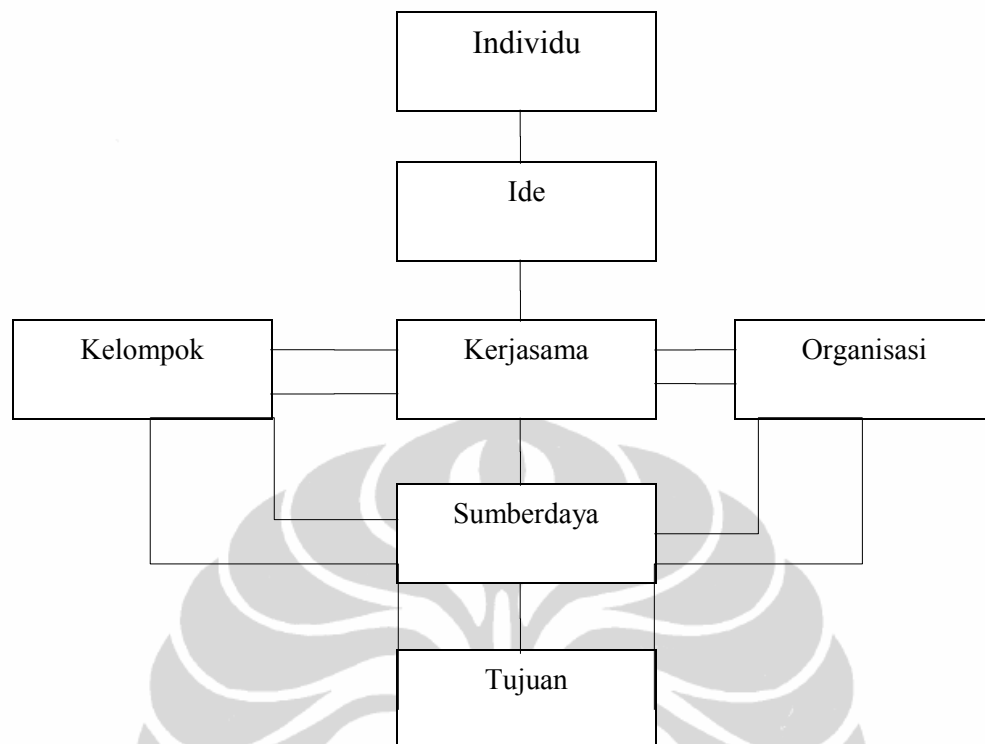 Individu
Ide
Kelompok
Kerjasama
Organisasi
Sumberdaya
Tujuan